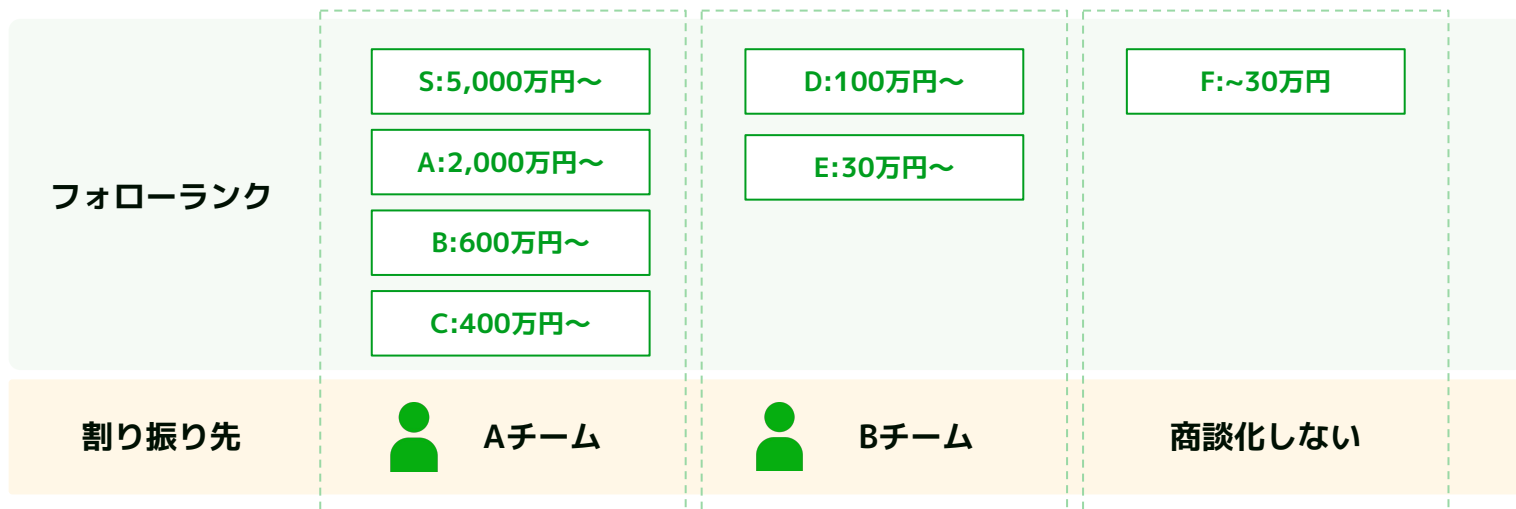 フォローランク
S:5,000万円〜
A:2,000万円〜
B:600万円〜
C:400万円〜
D:100万円〜
E:30万円〜
F:~30万円
割り振り先
Aチーム
Bチーム
商談化しない